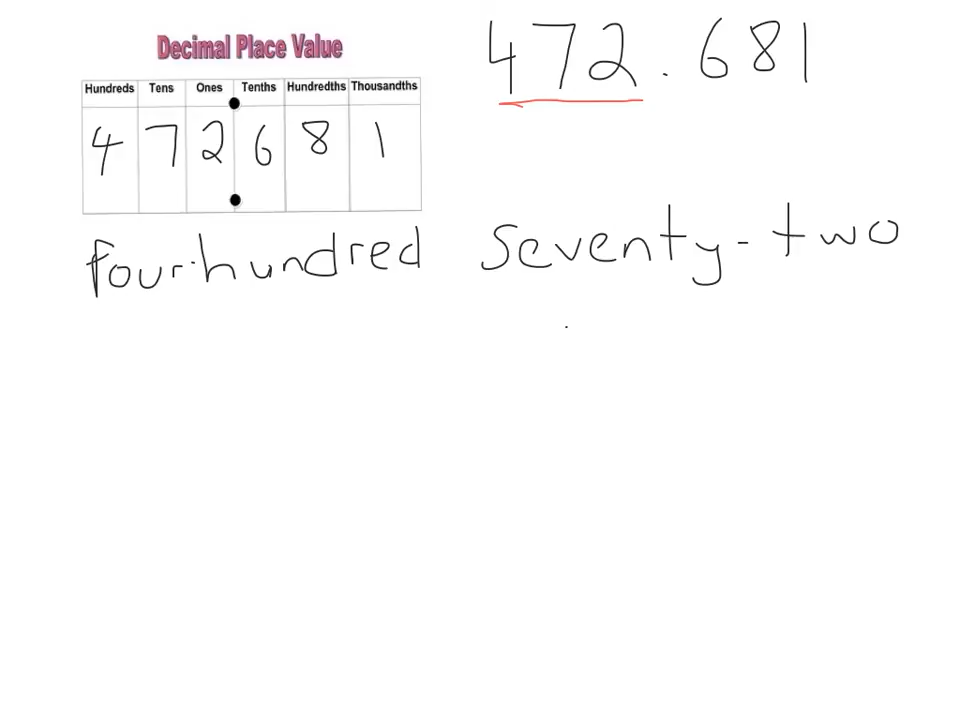 Decimal Place Value
472.681
Hundreds Tens Ones Tenths Hundredths Thousandths
4 7 2 6 8 1
four-hundred seventy-two